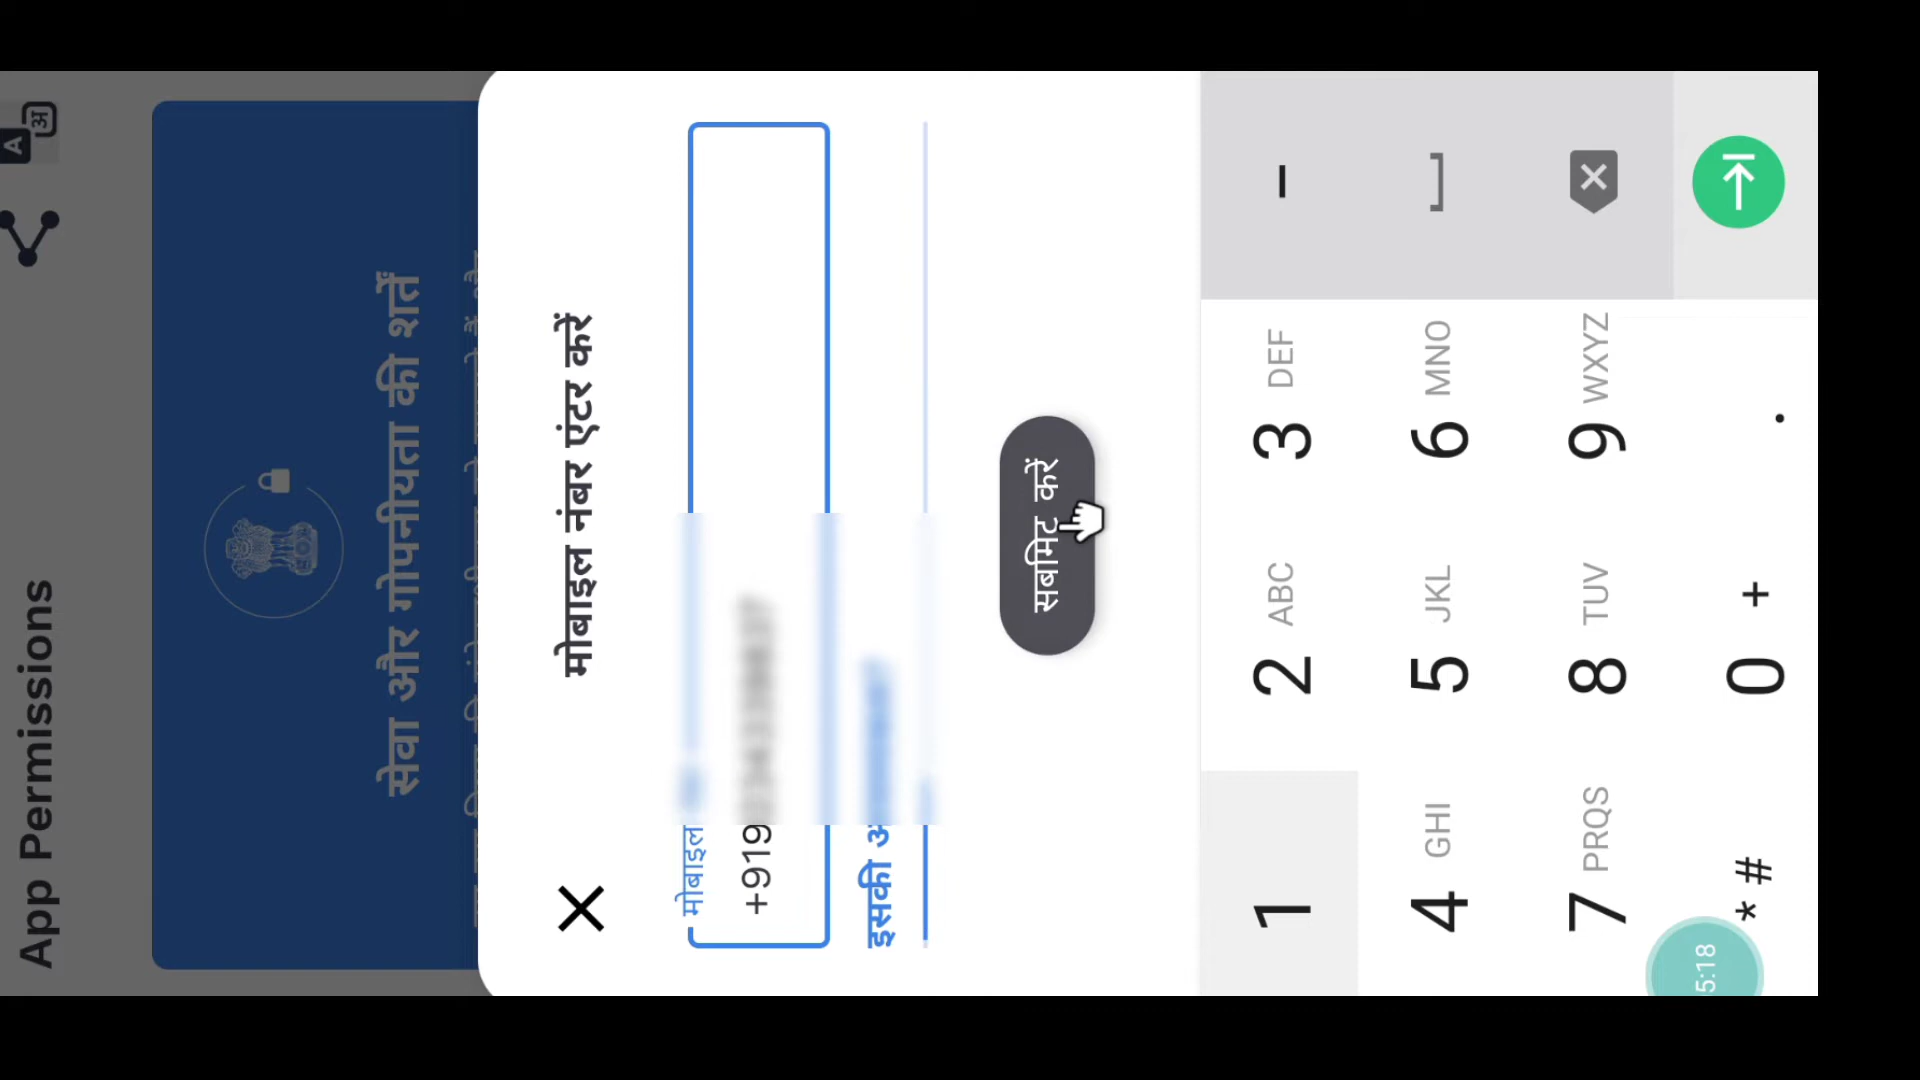 App Permissions
A अ
सेवा और गोपनीयता की शर्तें
मोबाइल नंबर एंटर करें
मोबाइल
+919
इसकी
सबमिट करें
1
2 ABC
3 DEF
-
4 GHI
5 JKL
6 MNO
7 PRQS
8 TUV
9 WXYZ
* #
0 +
.
5:18